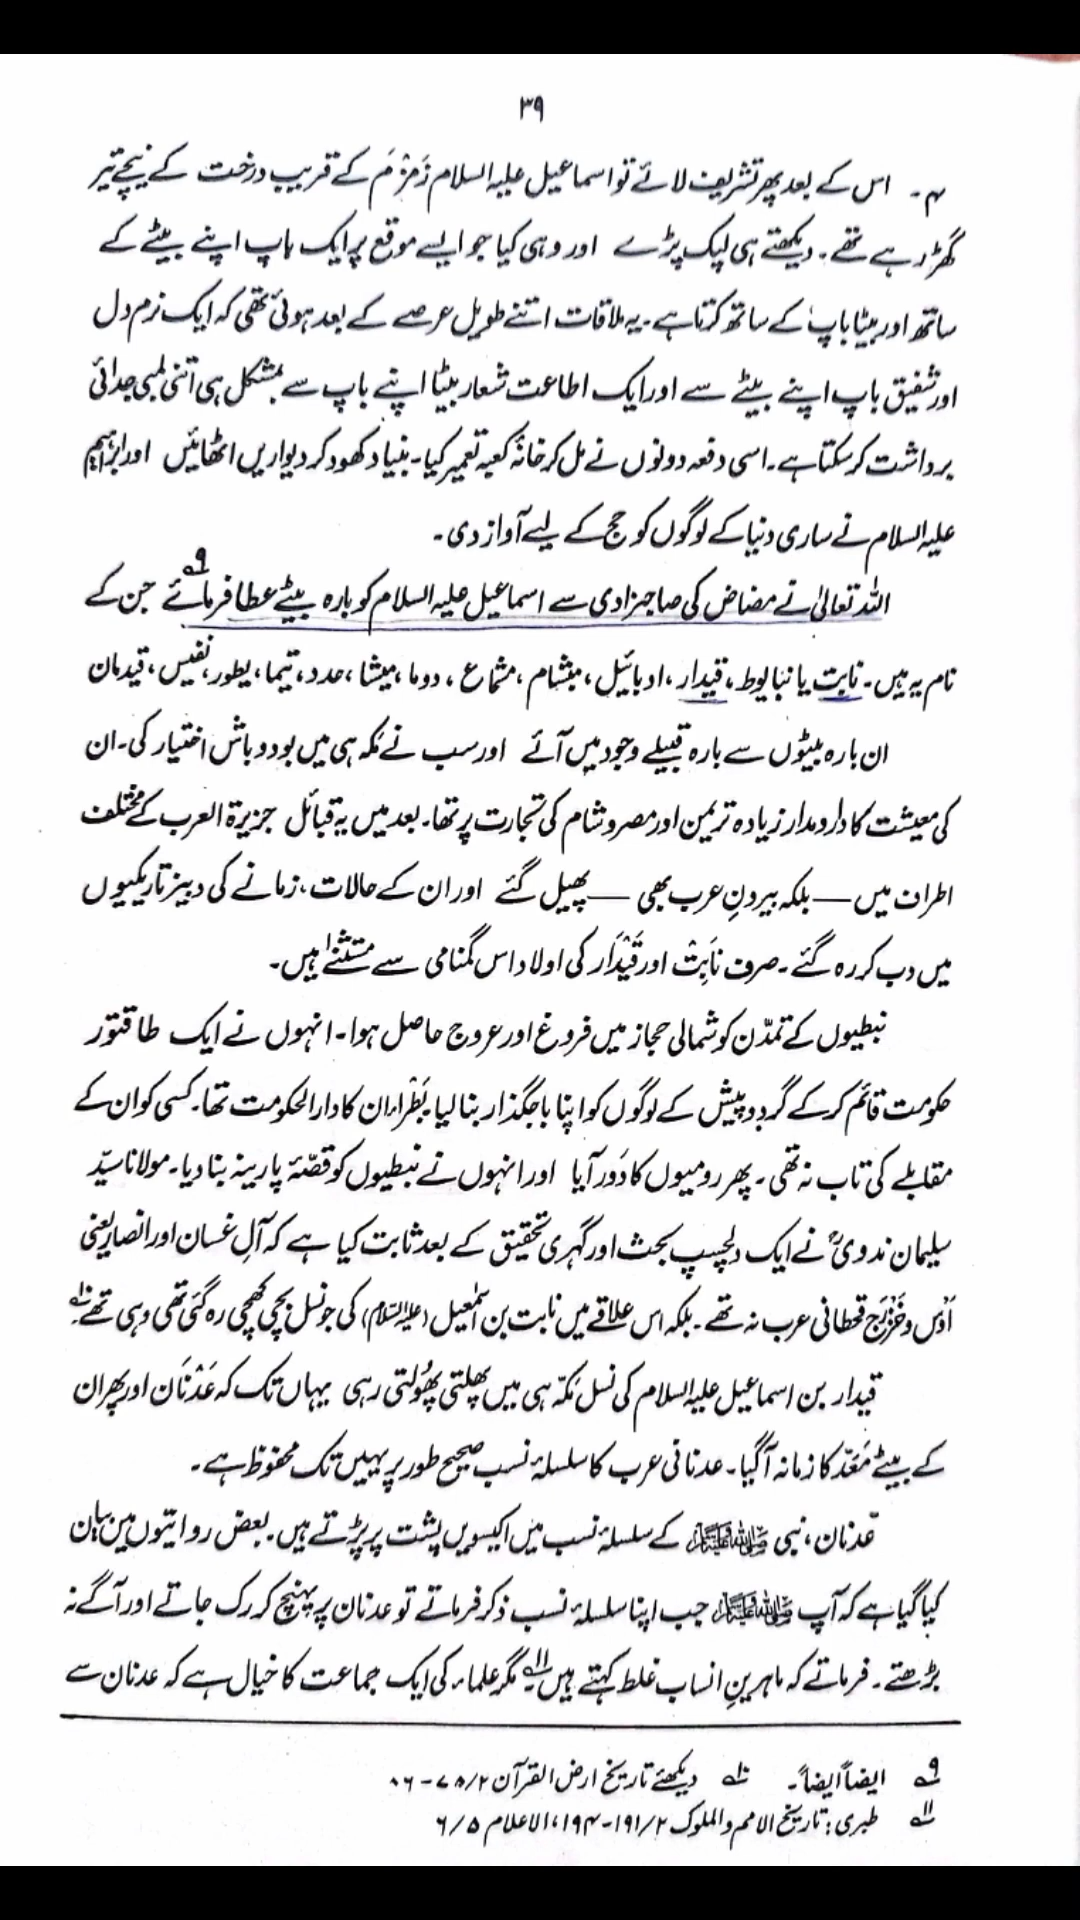 ۳۹
۴۔ اس کے بعد پھر تشریف لائے تو اسماعیل علیہ السلام زَمْزَم کے قریب درخت کے نیچے تیر
گھڑ رہے تھے۔ دیکھتے ہی لپک پڑے اور وہی کیا جو ایسے موقع پر ایک باپ اپنے بیٹے کے
ساتھ اور بیٹا باپ کے ساتھ کرتا ہے۔ یہ ملاقات اتنے طویل عرصے کے بعد ہوئی تھی کہ ایک نرم دل
اور شفیق باپ اپنے بیٹے سے اور ایک اطاعت شعار بیٹا اپنے باپ سے بمشکل ہی اتنی لمبی جدائی
برداشت کر سکتا ہے۔ اسی دفعہ دونوں نے مل کر خانۂ کعبہ تعمیر کیا۔ بنیاد کھود کر دیواریں اٹھائیں اور ابراہیم
علیہ السلام نے ساری دنیا کے لوگوں کو حج کے لیے آواز دی۔
اللہ تعالیٰ نے مضاض کی صاحبزادی سے اسماعیل علیہ السلام کو بارہ بیٹے عطا فرمائے ۹ جن کے
نام یہ ہیں۔ نابت یا نبایوط، قیدار، ادبائیل، مبشام، مشماع، دوما، میشا، حدد، تیما، یطور، نفیس، قیدمان
ان بارہ بیٹوں سے بارہ قبیلے وجود میں آئے اور سب نے مکہ ہی میں بود و باش اختیار کی۔ ان
کی معیشت کا دارومدار زیادہ تر یمن اور مصر و شام کی تجارت پر تھا۔ بعد میں یہ قبائل جزیرۃ العرب کے مختلف
اطراف میں — بلکہ بیرونِ عرب بھی — پھیل گئے اور ان کے حالات، زمانے کی دبیز تاریکیوں
میں دب کر رہ گئے۔ صرف نَابِتْ اور قَیْدَار کی اولاد اس گمنامی سے مستثنیٰ ہیں۔
نبطیوں کے تمدّن کو شمالی حجاز میں فروغ اور عروج حاصل ہوا۔ انہوں نے ایک طاقتور
حکومت قائم کر کے گرد و پیش کے لوگوں کو اپنا باجگذار بنا لیا۔ بَطْرا، ان کا دارالحکومت تھا۔ کسی کو ان کے
مقابلے کی تاب نہ تھی۔ پھر رومیوں کا دَور آیا اور انہوں نے نبطیوں کو قصّۂ پارینہ بنا دیا۔ مولانا سیّد
سلیمان ندویؒ نے ایک دلچسپ بحث اور گہری تحقیق کے بعد ثابت کیا ہے کہ آلِ غسان اور انصار یعنی
اَوْس و خَزْرَج قحطانی عرب نہ تھے۔ بلکہ اس علاقے میں نابت بن اسمٰعیل (علیہ السّلام) کی جو نسل بچی کھچی رہ گئی تھی وہی تھے۔ ۱۰
قیدار بن اسماعیل علیہ السلام کی نسل مکّہ ہی میں پھلتی پھُولتی رہی یہاں تک کہ عَدْنَان اور پھر ان
کے بیٹے مَعَدّ کا زمانہ آگیا۔ عدنانی عرب کا سلسلۂ نسب صحیح طور پر یہیں تک محفوظ ہے۔
عدنان، نبی ﷺ کے سلسلۂ نسب میں اکیسویں پشت پر پڑتے ہیں۔ بعض روایتوں میں بیان
کیا گیا ہے کہ آپ ﷺ جب اپنا سلسلۂ نسب ذکر فرماتے تو عدنان پر پہنچ کر رک جاتے اور آگے نہ
بڑھتے۔ فرماتے کہ ماہرینِ انساب غلط کہتے ہیں ۱۱ مگر علماء کی ایک جماعت کا خیال ہے کہ عدنان سے
۹ ایضاً ایضاً۔ ۱۰ دیکھئے تاریخ ارض القرآن ۲/ ۷۸ - ۸۶
۱۱ طبری: تاریخ الامم والملوک ۲/ ۱۹۱ - ۱۹۴، الاعلام ۵/ ۶